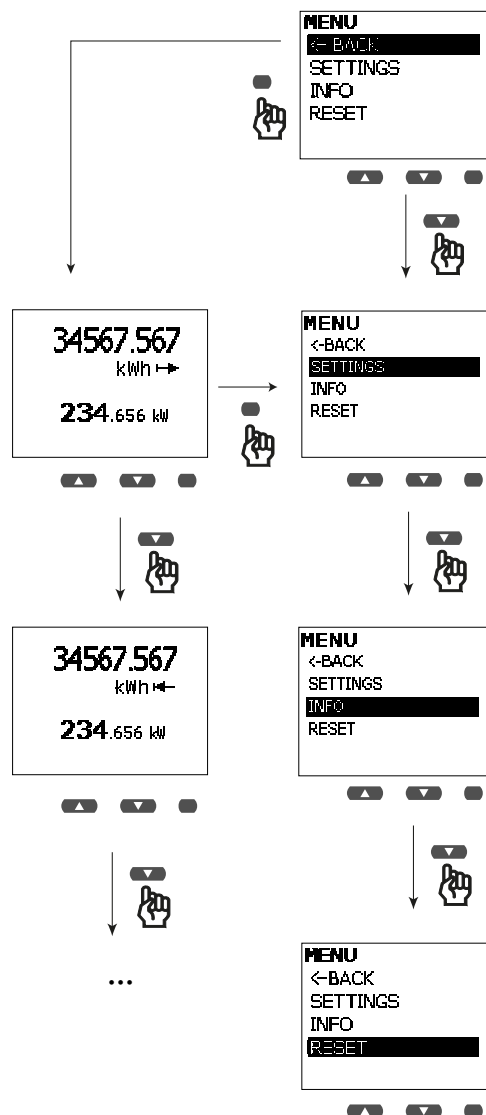 MENU
<-BACK
SETTINGS
INFO
RESET
34567.567
kWh
234.656 kW
MENU
<-BACK
SETTINGS
INFO
RESET
34567.567
kWh
234.656 kW
MENU
<-BACK
SETTINGS
INFO
RESET
...
MENU
<-BACK
SETTINGS
INFO
RESET